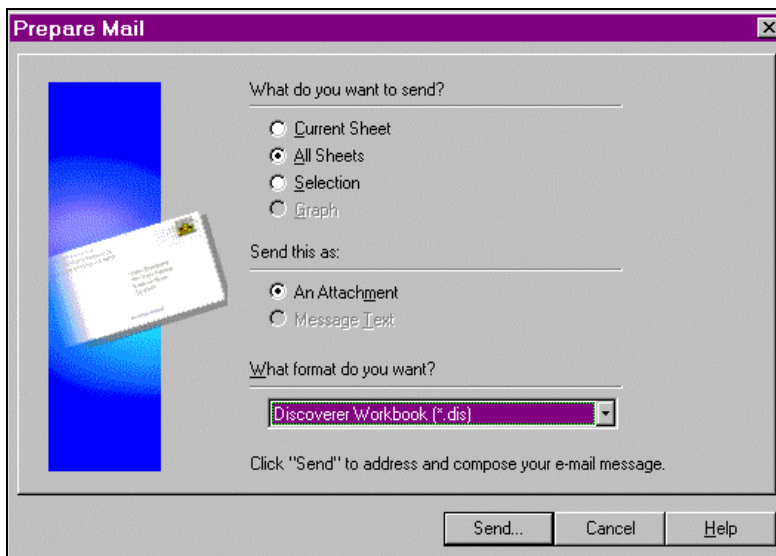 Prepare Mail
What do you want to send?
Current Sheet
All Sheets
Selection
Graph
Send this as:
An Attachment
Message Text
What format do you want?
Discoverer Workbook (*.dis)
Click "Send" to address and compose your e-mail message.
Send... Cancel Help